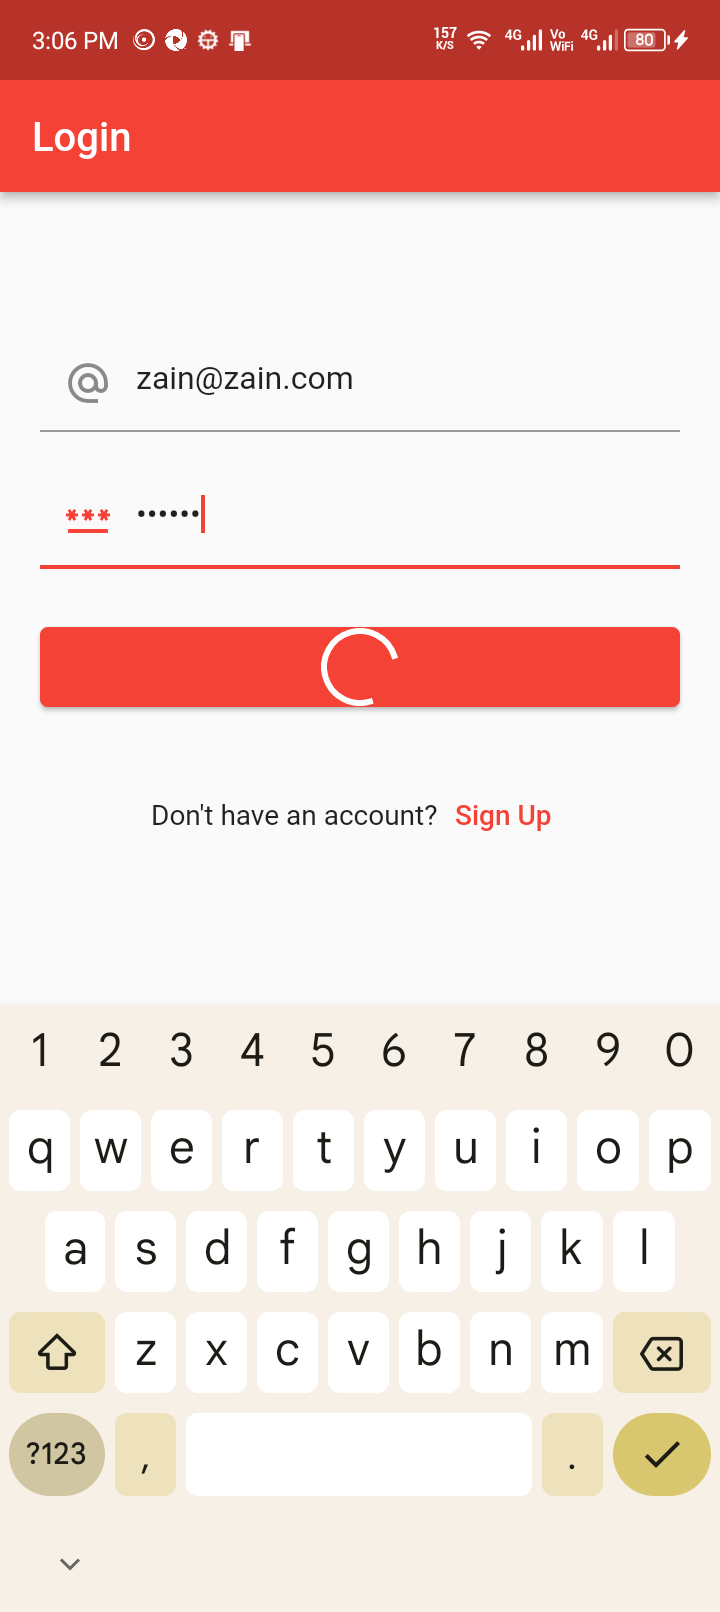 3:06 PM 157 K/S 4G Vo WiFi 4G 80
Login
zain@zain.com
***  ••••••
Don't have an account? Sign Up
1 2 3 4 5 6 7 8 9 0
q w e r t y u i o p
a s d f g h j k l
z x c v b n m
?123 , .